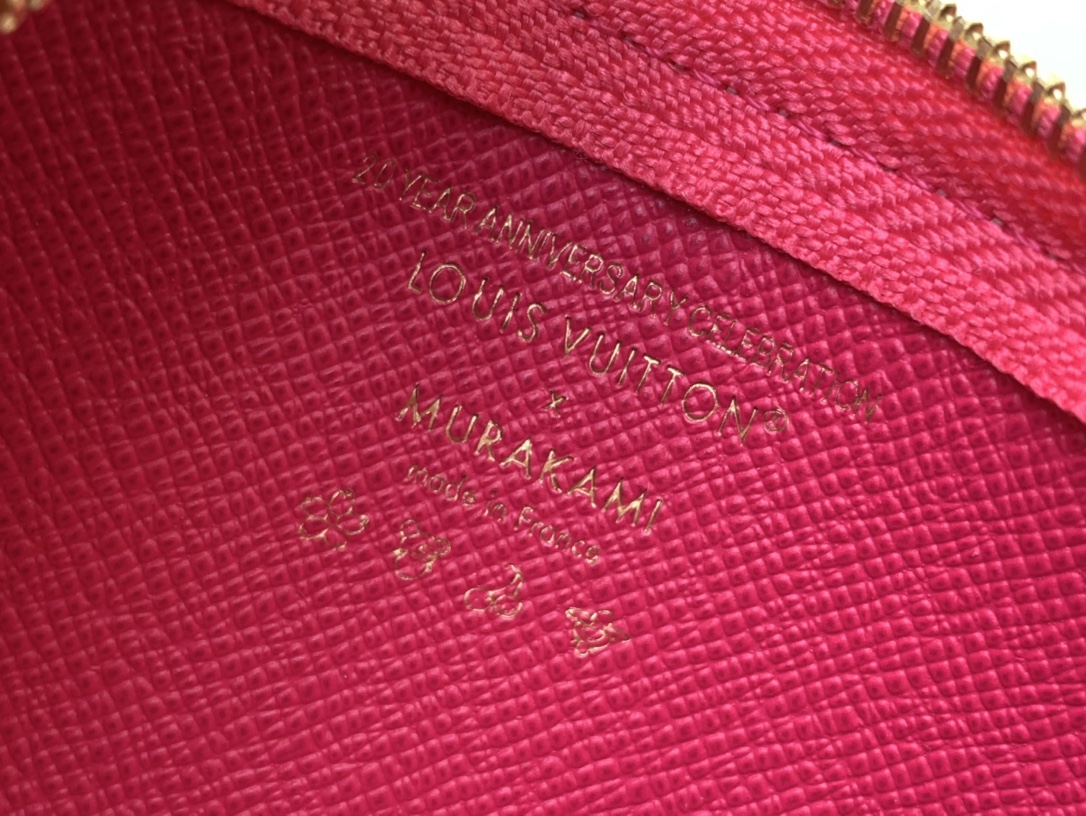 20 YEAR ANNIVERSARY CELEBRATION
LOUIS VUITTON®
x
MURAKAMI
made in France